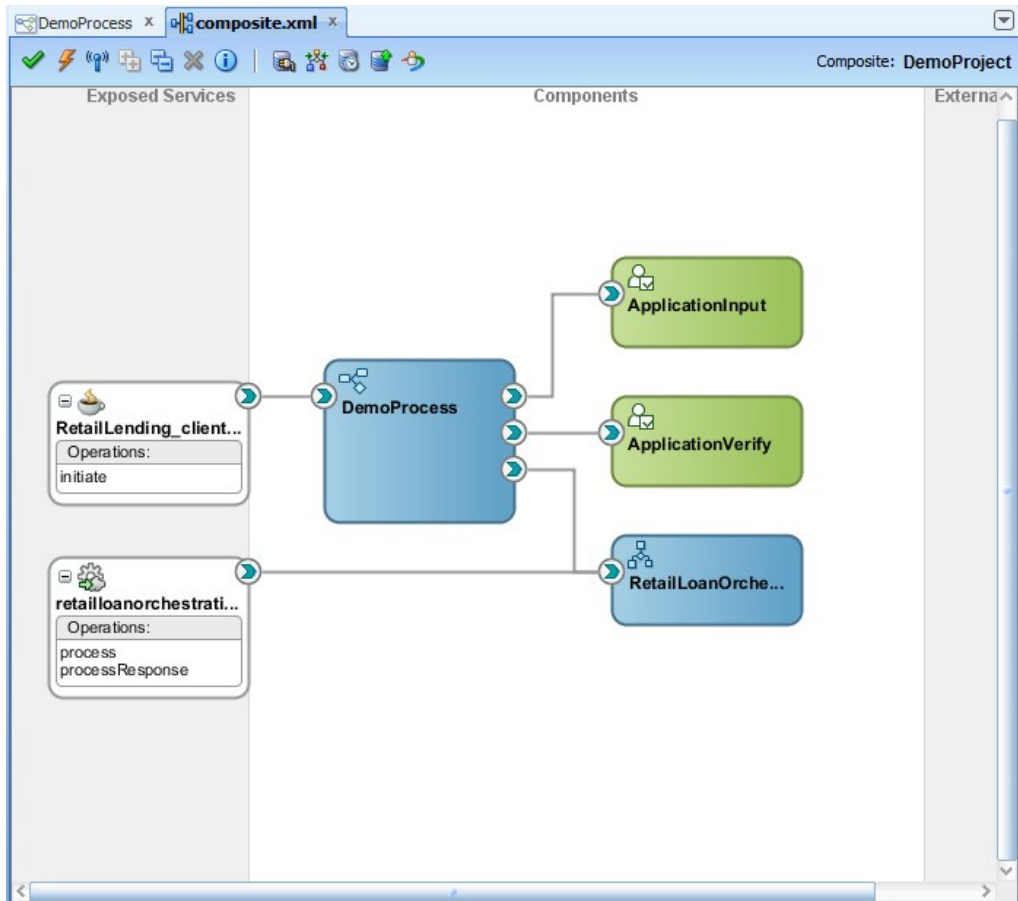 DemoProcess x composite.xml x
Composite: DemoProject
Exposed Services Components Externa
ApplicationInput
DemoProcess
RetailLending_client...
Operations:
initiate
ApplicationVerify
retailloanorchestrati...
Operations:
process
processResponse
RetailLoanOrche...